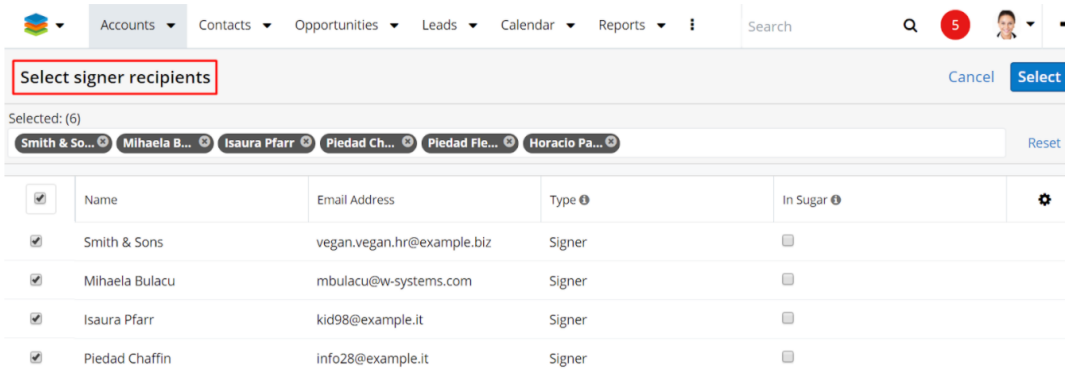 Accounts Contacts Opportunities Leads Calendar Reports Search 5
Select signer recipients Cancel Select
Selected: (6)
Smith & So... Mihaela B... Isaura Pfarr Piedad Ch... Piedad Fle... Horacio Pa... Reset
Name Email Address Type In Sugar
Smith & Sons vegan.vegan.hr@example.biz Signer
Mihaela Bulacu mbulacu@w-systems.com Signer
Isaura Pfarr kid98@example.it Signer
Piedad Chaffin info28@example.it Signer